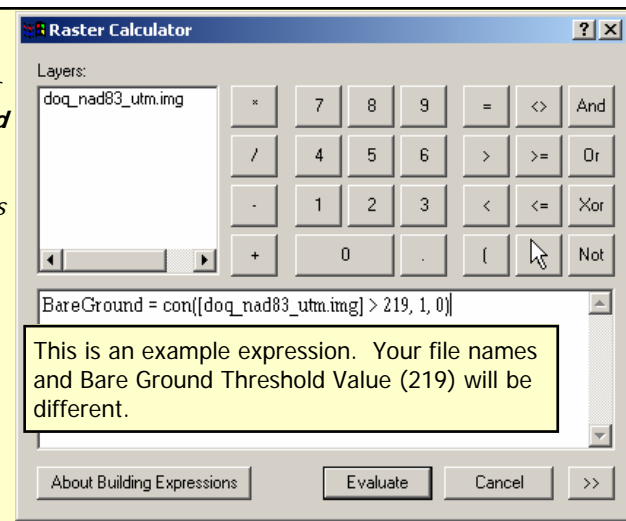 Raster Calculator ? ×
Layers:
doq_nad83_utm.img
* 7 8 9 = <> And
/ 4 5 6 > >= Or
- 1 2 3 < <= Xor
+ 0 . ( Not
BareGround = con([doq_nad83_utm.img] > 219, 1, 0)
This is an example expression. Your file names
and Bare Ground Threshold Value (219) will be
different.
About Building Expressions Evaluate Cancel >>